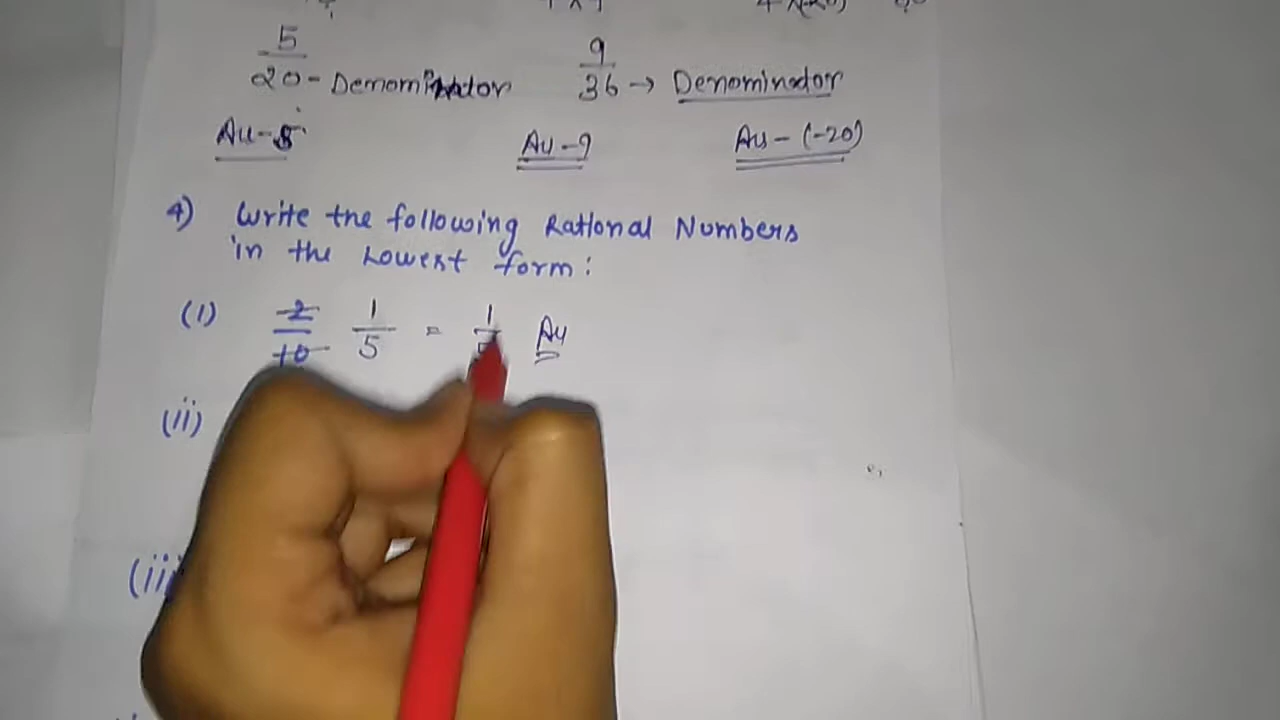 5 9
20 - Denominator 36 → Denominator
Au - 5 Au - 9 Au - (-20)
4) Write the following Rational Numbers
in the Lowest form :
(i) 2/10 1/5 = 1/5 Au
(ii)
(iii)